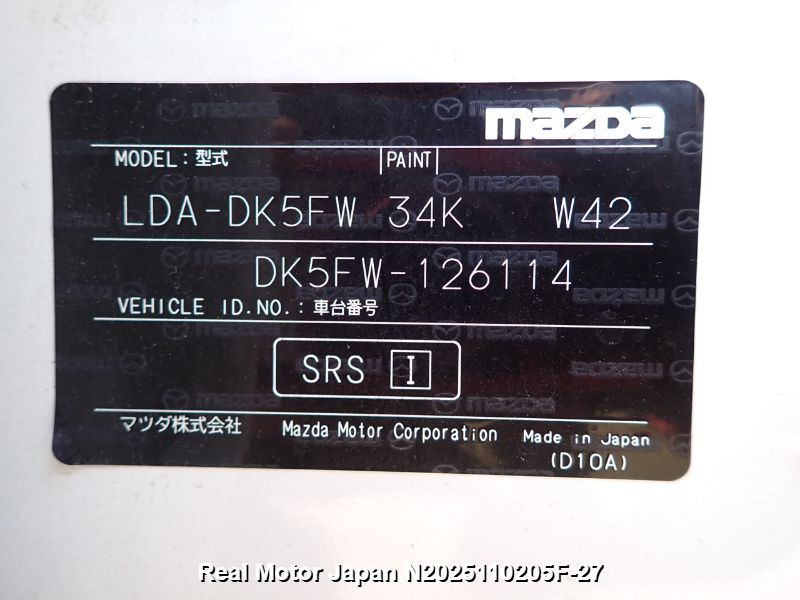 mazda
MODEL：型式 PAINT
LDA-DK5FW 34K W42
DK5FW-126114
VEHICLE ID.NO.：車台番号
SRS I
マツダ株式会社 Mazda Motor Corporation Made in Japan
(D10A)
Real Motor Japan N2025110205F-27